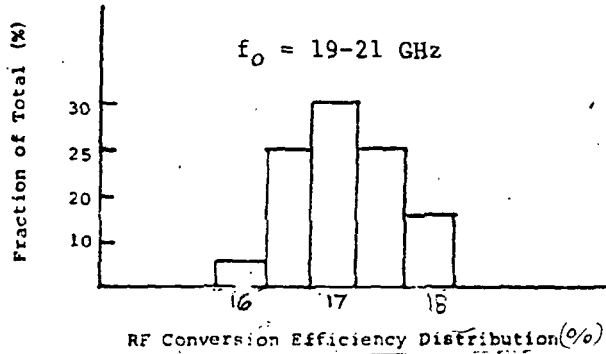 Fraction of Total (%)
f_O = 19-21 GHz
30
25
20
10
16
17
18
RF Conversion Efficiency Distribution (%)